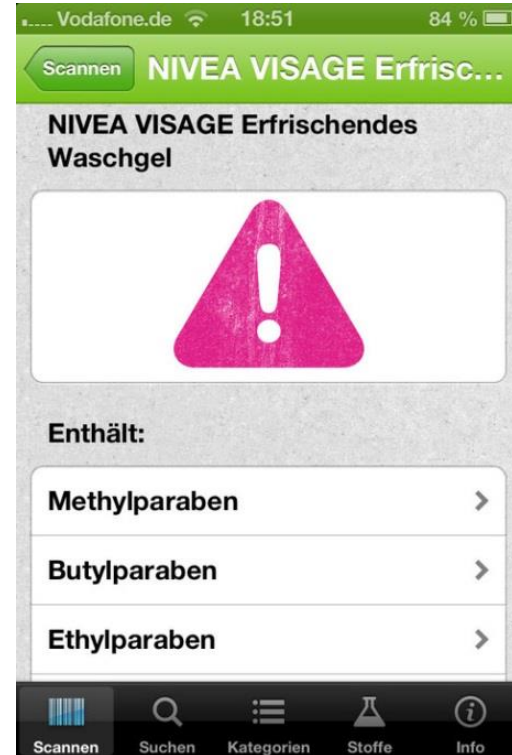 Vodafone.de 18:51 84 %
Scannen NIVEA VISAGE Erfrisc...
NIVEA VISAGE Erfrischendes
Waschgel
Enthält:
Methylparaben
Butylparaben
Ethylparaben
Scannen Suchen Kategorien Stoffe Info